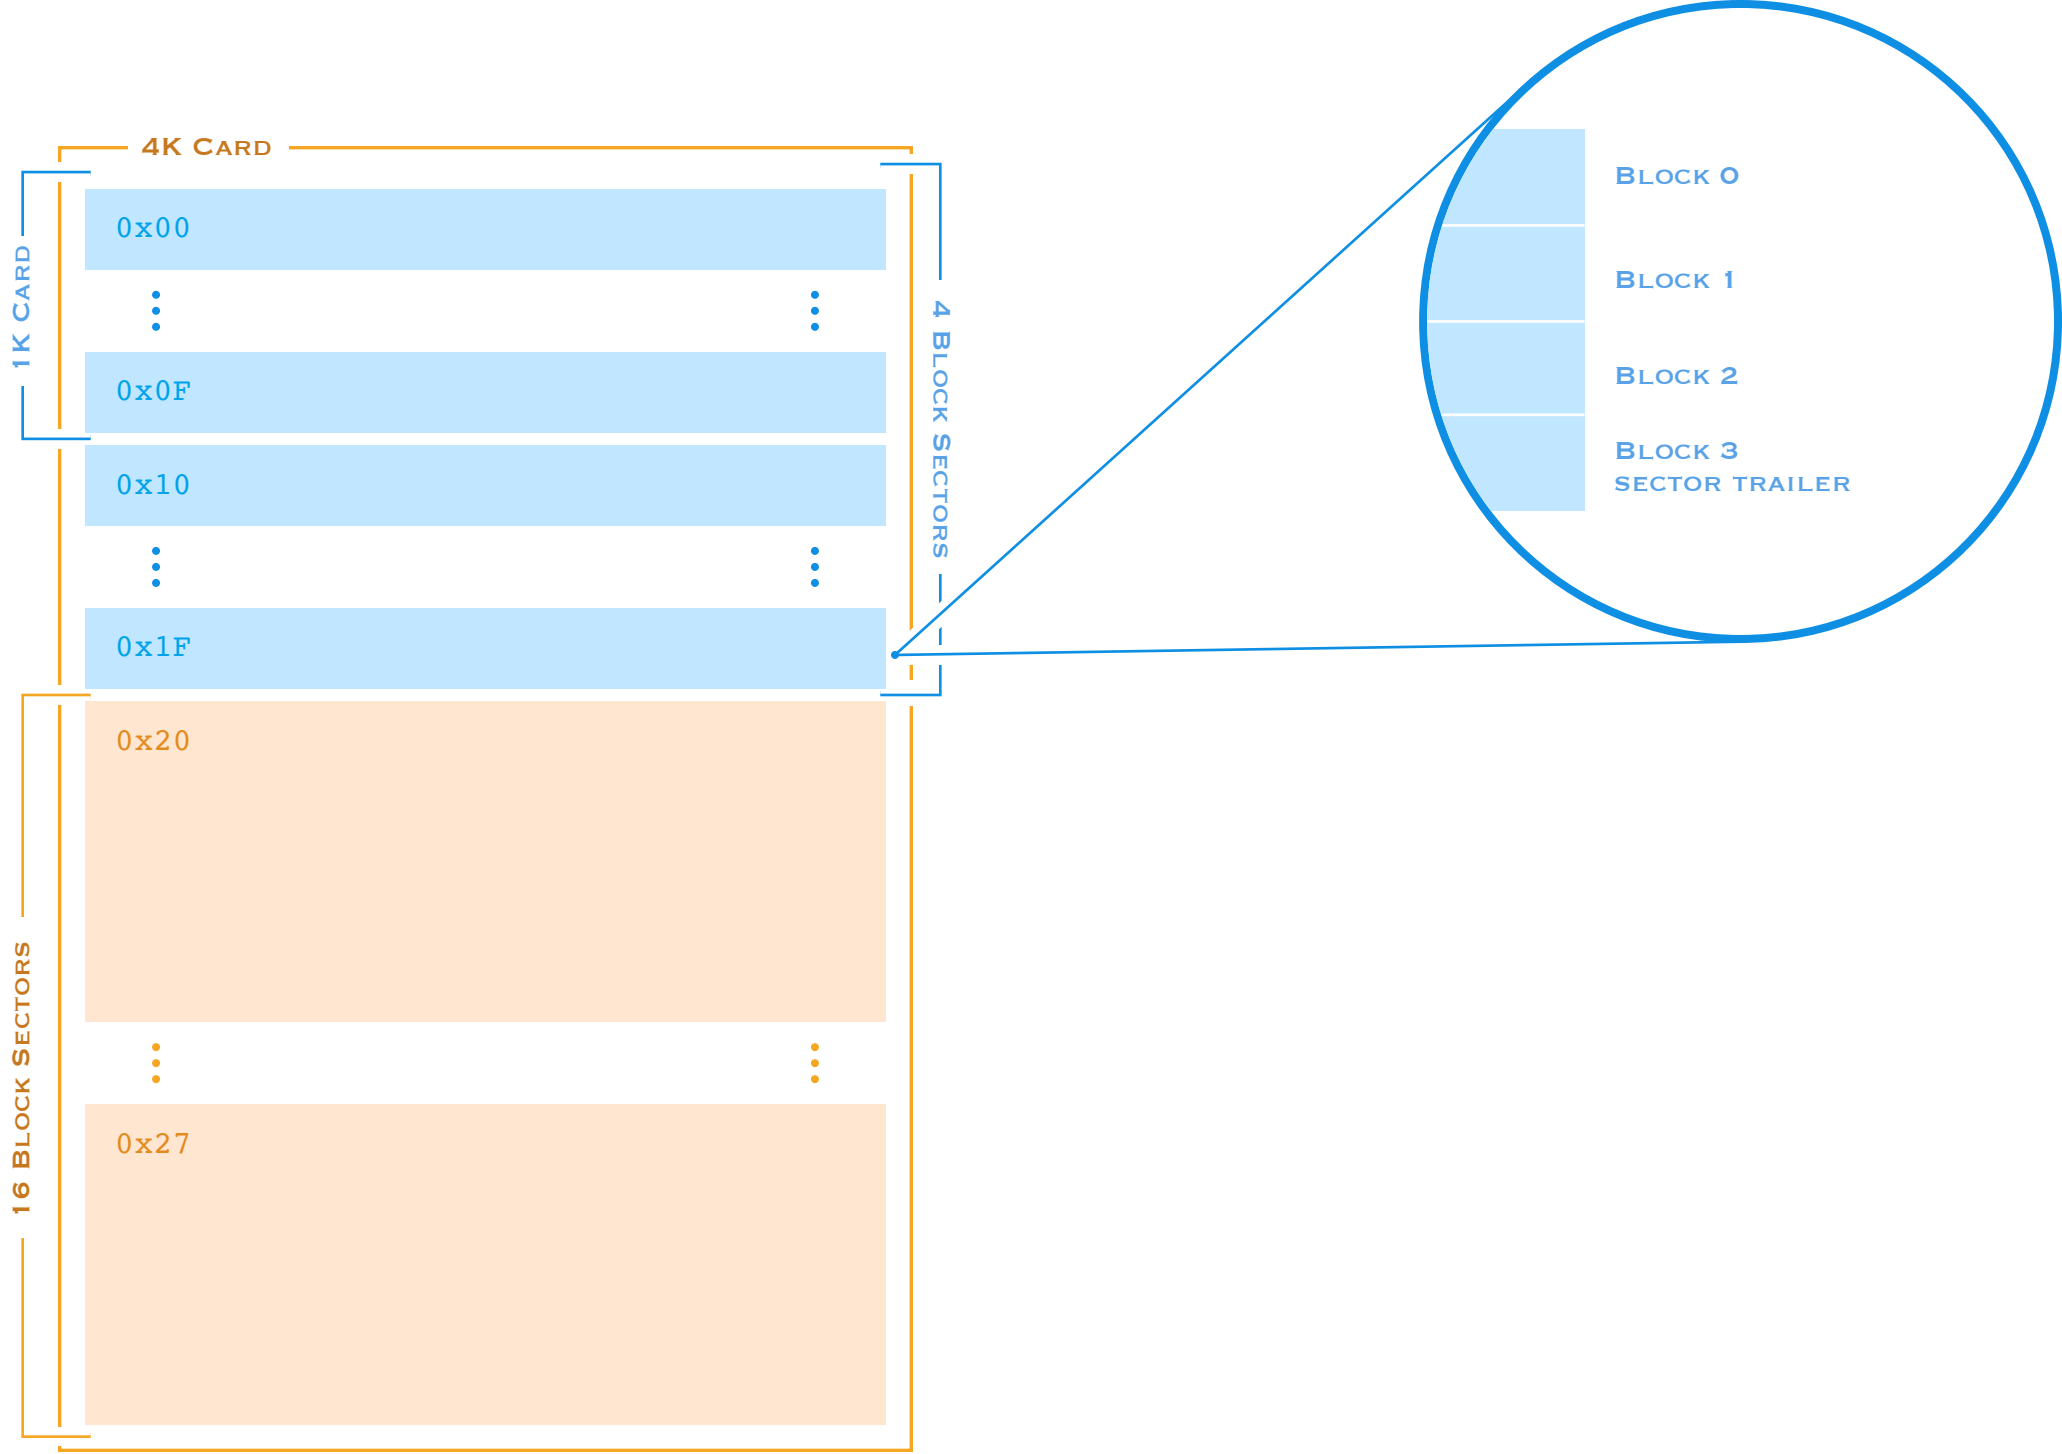 4K Card
1K Card
0x00
0x0F
0x10
0x1F
4 Block Sectors
0x20
0x27
16 Block Sectors
Block 0
Block 1
Block 2
Block 3
sector trailer